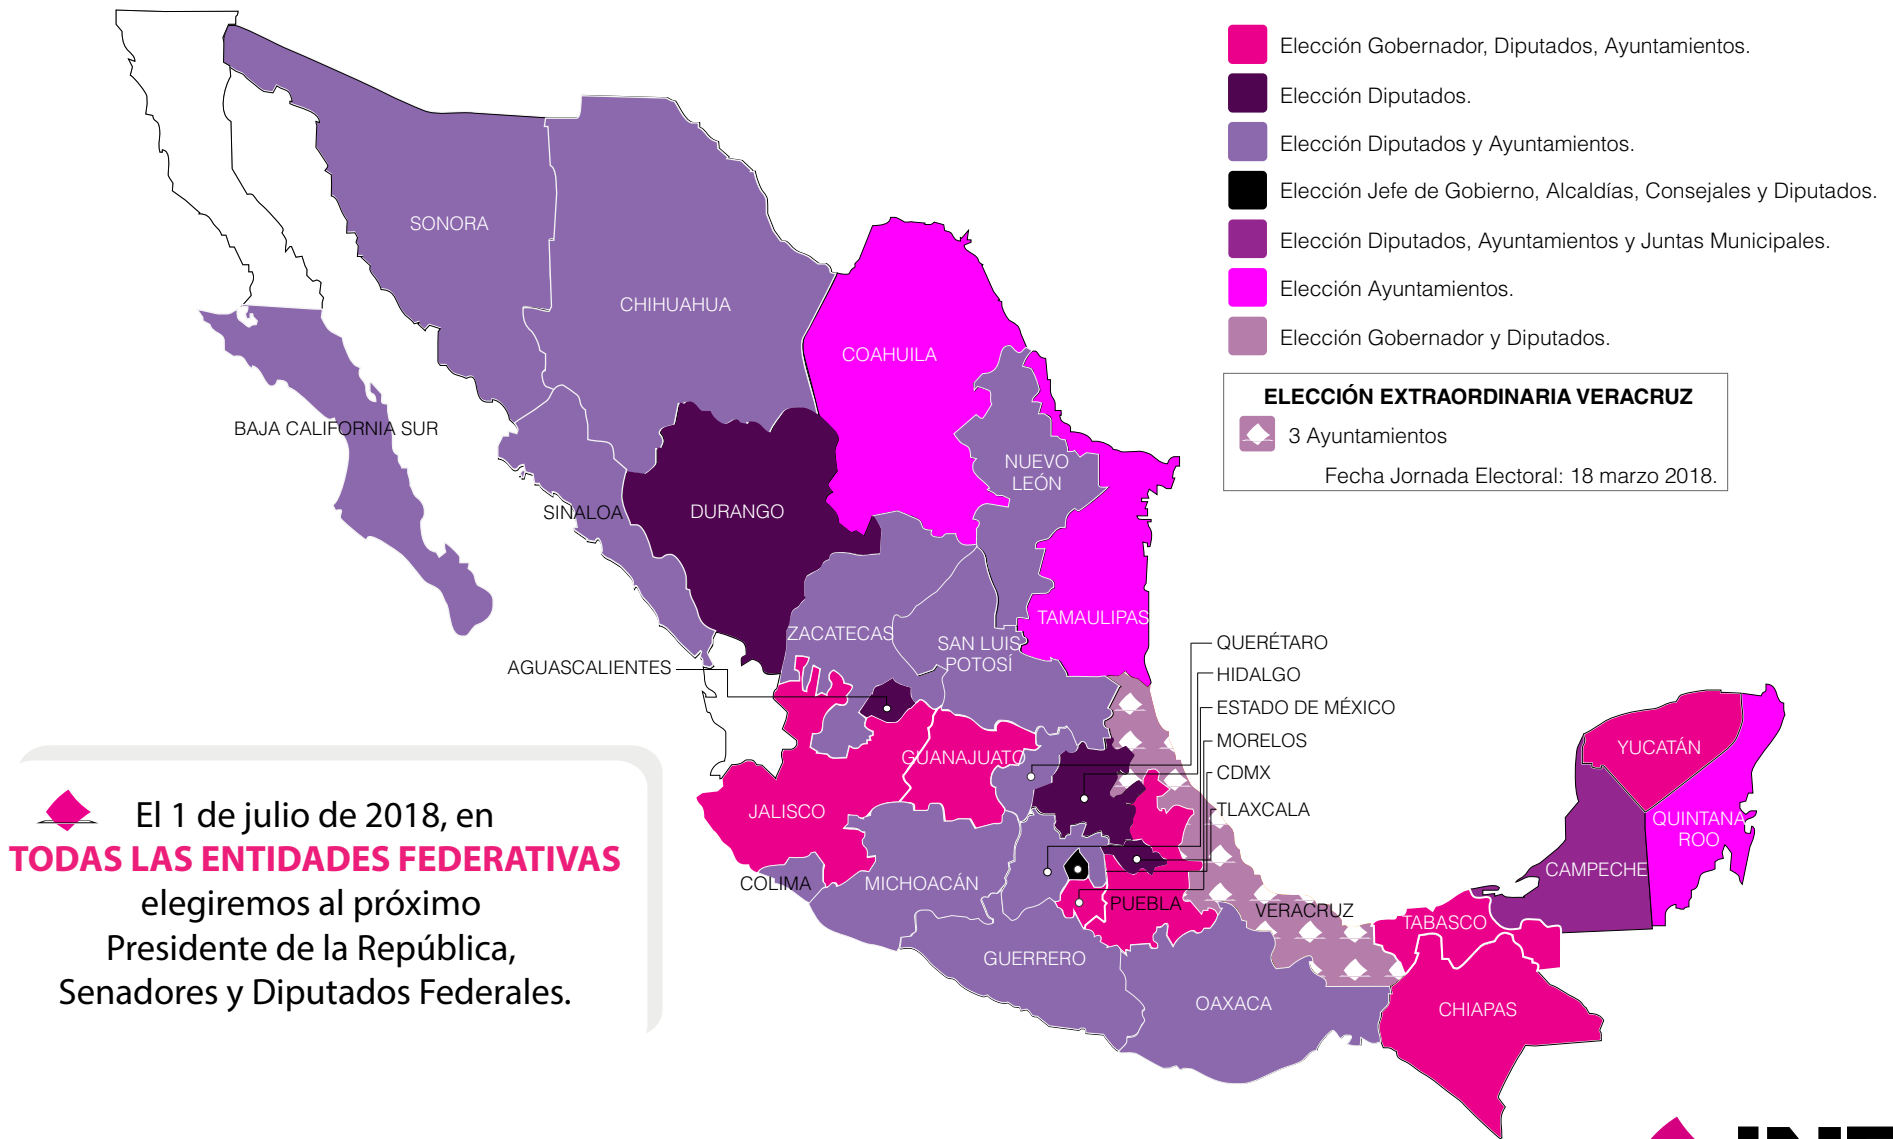 Elección Gobernador, Diputados, Ayuntamientos.
Elección Diputados.
Elección Diputados y Ayuntamientos.
Elección Jefe de Gobierno, Alcaldías, Consejales y Diputados.
Elección Diputados, Ayuntamientos y Juntas Municipales.
Elección Ayuntamientos.
Elección Gobernador y Diputados.
ELECCIÓN EXTRAORDINARIA VERACRUZ
3 Ayuntamientos
Fecha Jornada Electoral: 18 marzo 2018.
SONORA
CHIHUAHUA
COAHUILA
BAJA CALIFORNIA SUR
NUEVO
LEÓN
SINALOA
DURANGO
TAMAULIPAS
ZACATECAS
SAN LUIS
POTOSÍ
AGUASCALIENTES
QUERÉTARO
HIDALGO
ESTADO DE MÉXICO
MORELOS
CDMX
TLAXCALA
GUANAJUATO
JALISCO
COLIMA
MICHOACÁN
PUEBLA
VERACRUZ
GUERRERO
OAXACA
TABASCO
CHIAPAS
CAMPECHE
YUCATÁN
QUINTANA
ROO
El 1 de julio de 2018, en
TODAS LAS ENTIDADES FEDERATIVAS
elegiremos al próximo
Presidente de la República,
Senadores y Diputados Federales.